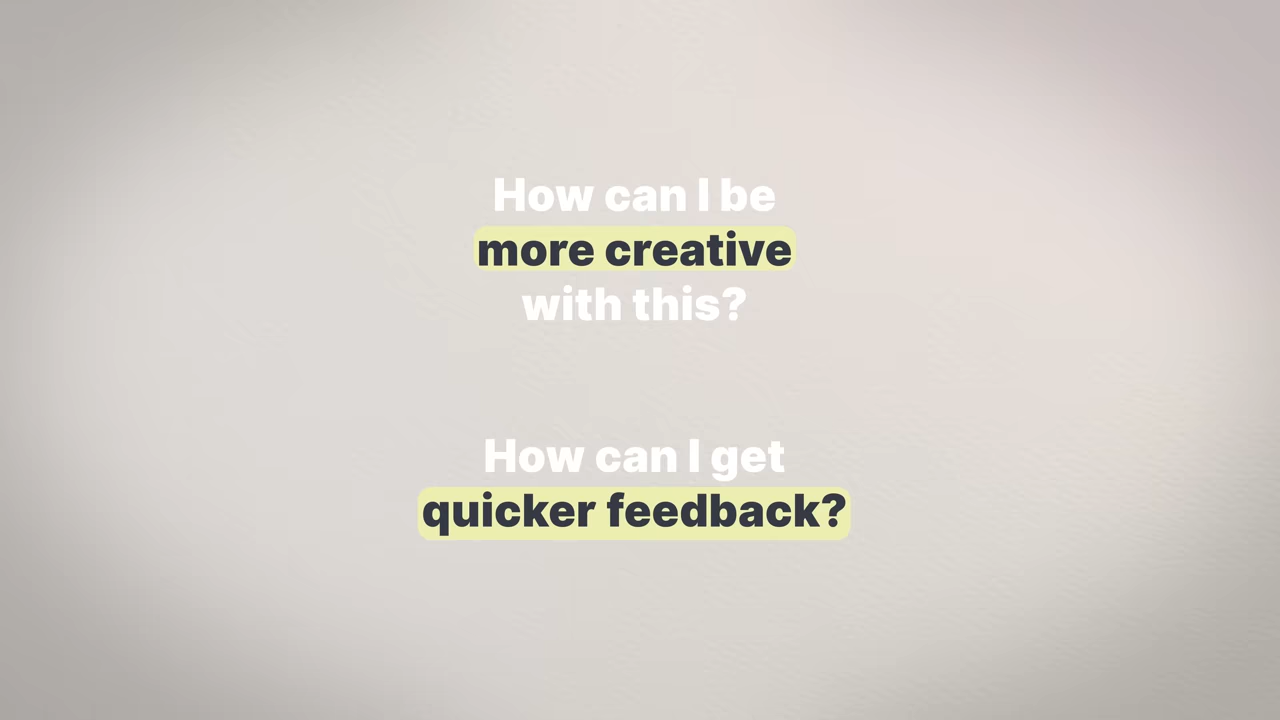 How can I be
more creative
with this?
How can I get
quicker feedback?